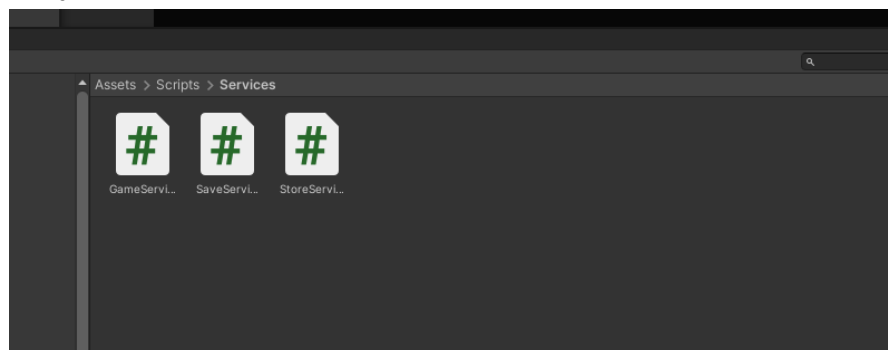 Assets > Scripts > Services
#
#
#
GameServi...
SaveServi...
StoreServi...